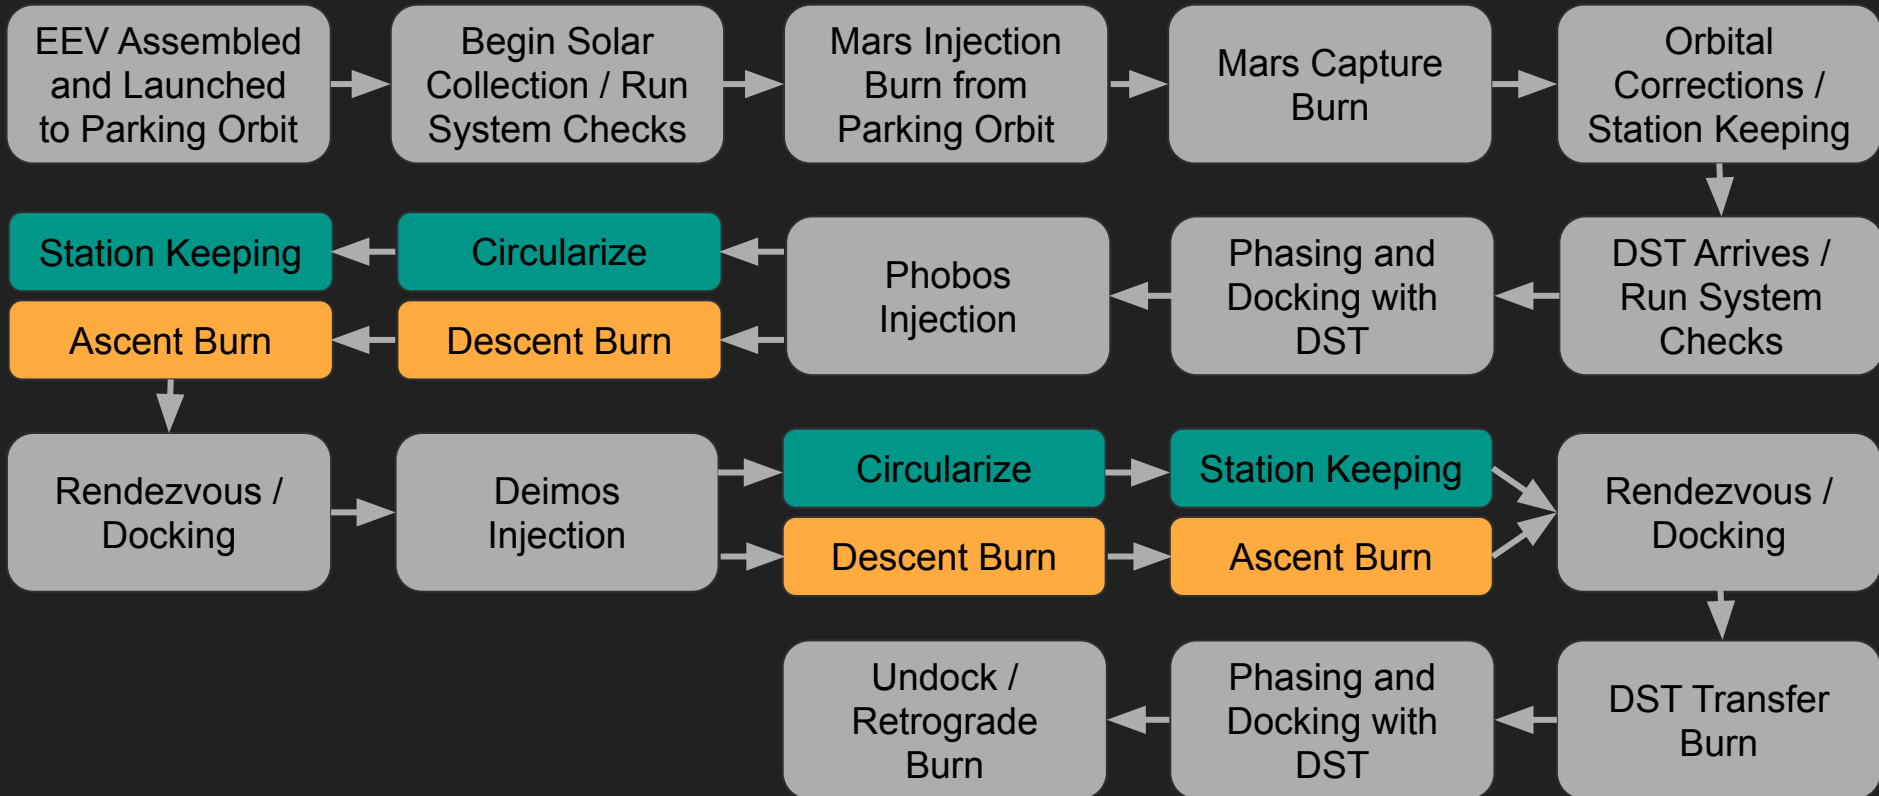 EEV Assembled
and Launched
to Parking Orbit
Begin Solar
Collection / Run
System Checks
Mars Injection
Burn from
Parking Orbit
Mars Capture
Burn
Orbital
Corrections /
Station Keeping
DST Arrives /
Run System
Checks
Phasing and
Docking with
DST
Phobos
Injection
Circularize
Station Keeping
Descent Burn
Ascent Burn
Rendezvous /
Docking
Deimos
Injection
Circularize
Station Keeping
Descent Burn
Ascent Burn
Rendezvous /
Docking
DST Transfer
Burn
Phasing and
Docking with
DST
Undock /
Retrograde
Burn